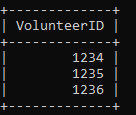 +-------------+
| VolunteerID |
+-------------+
|        1234 |
|        1235 |
|        1236 |
+-------------+